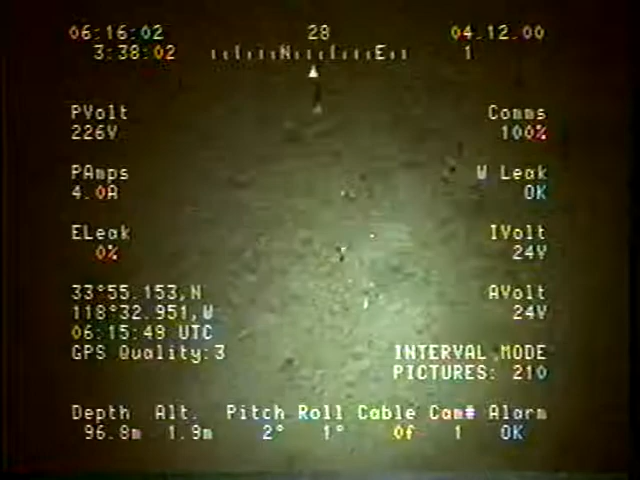 06:16:02 28 04.12.00
3:38:02 N E 1
PVolt Comms
226V 100%
PAmps W Leak
4.0A OK
ELeak IVolt
0% 24V
33°55.153,N AVolt
118°32.951,W 24V
06:15:49 UTC
GPS Quality:3 INTERVAL MODE
PICTURES: 210
Depth Alt. Pitch Roll Cable Cam# Alarm
96.8m 1.9m 2° 1° 0f 1 OK